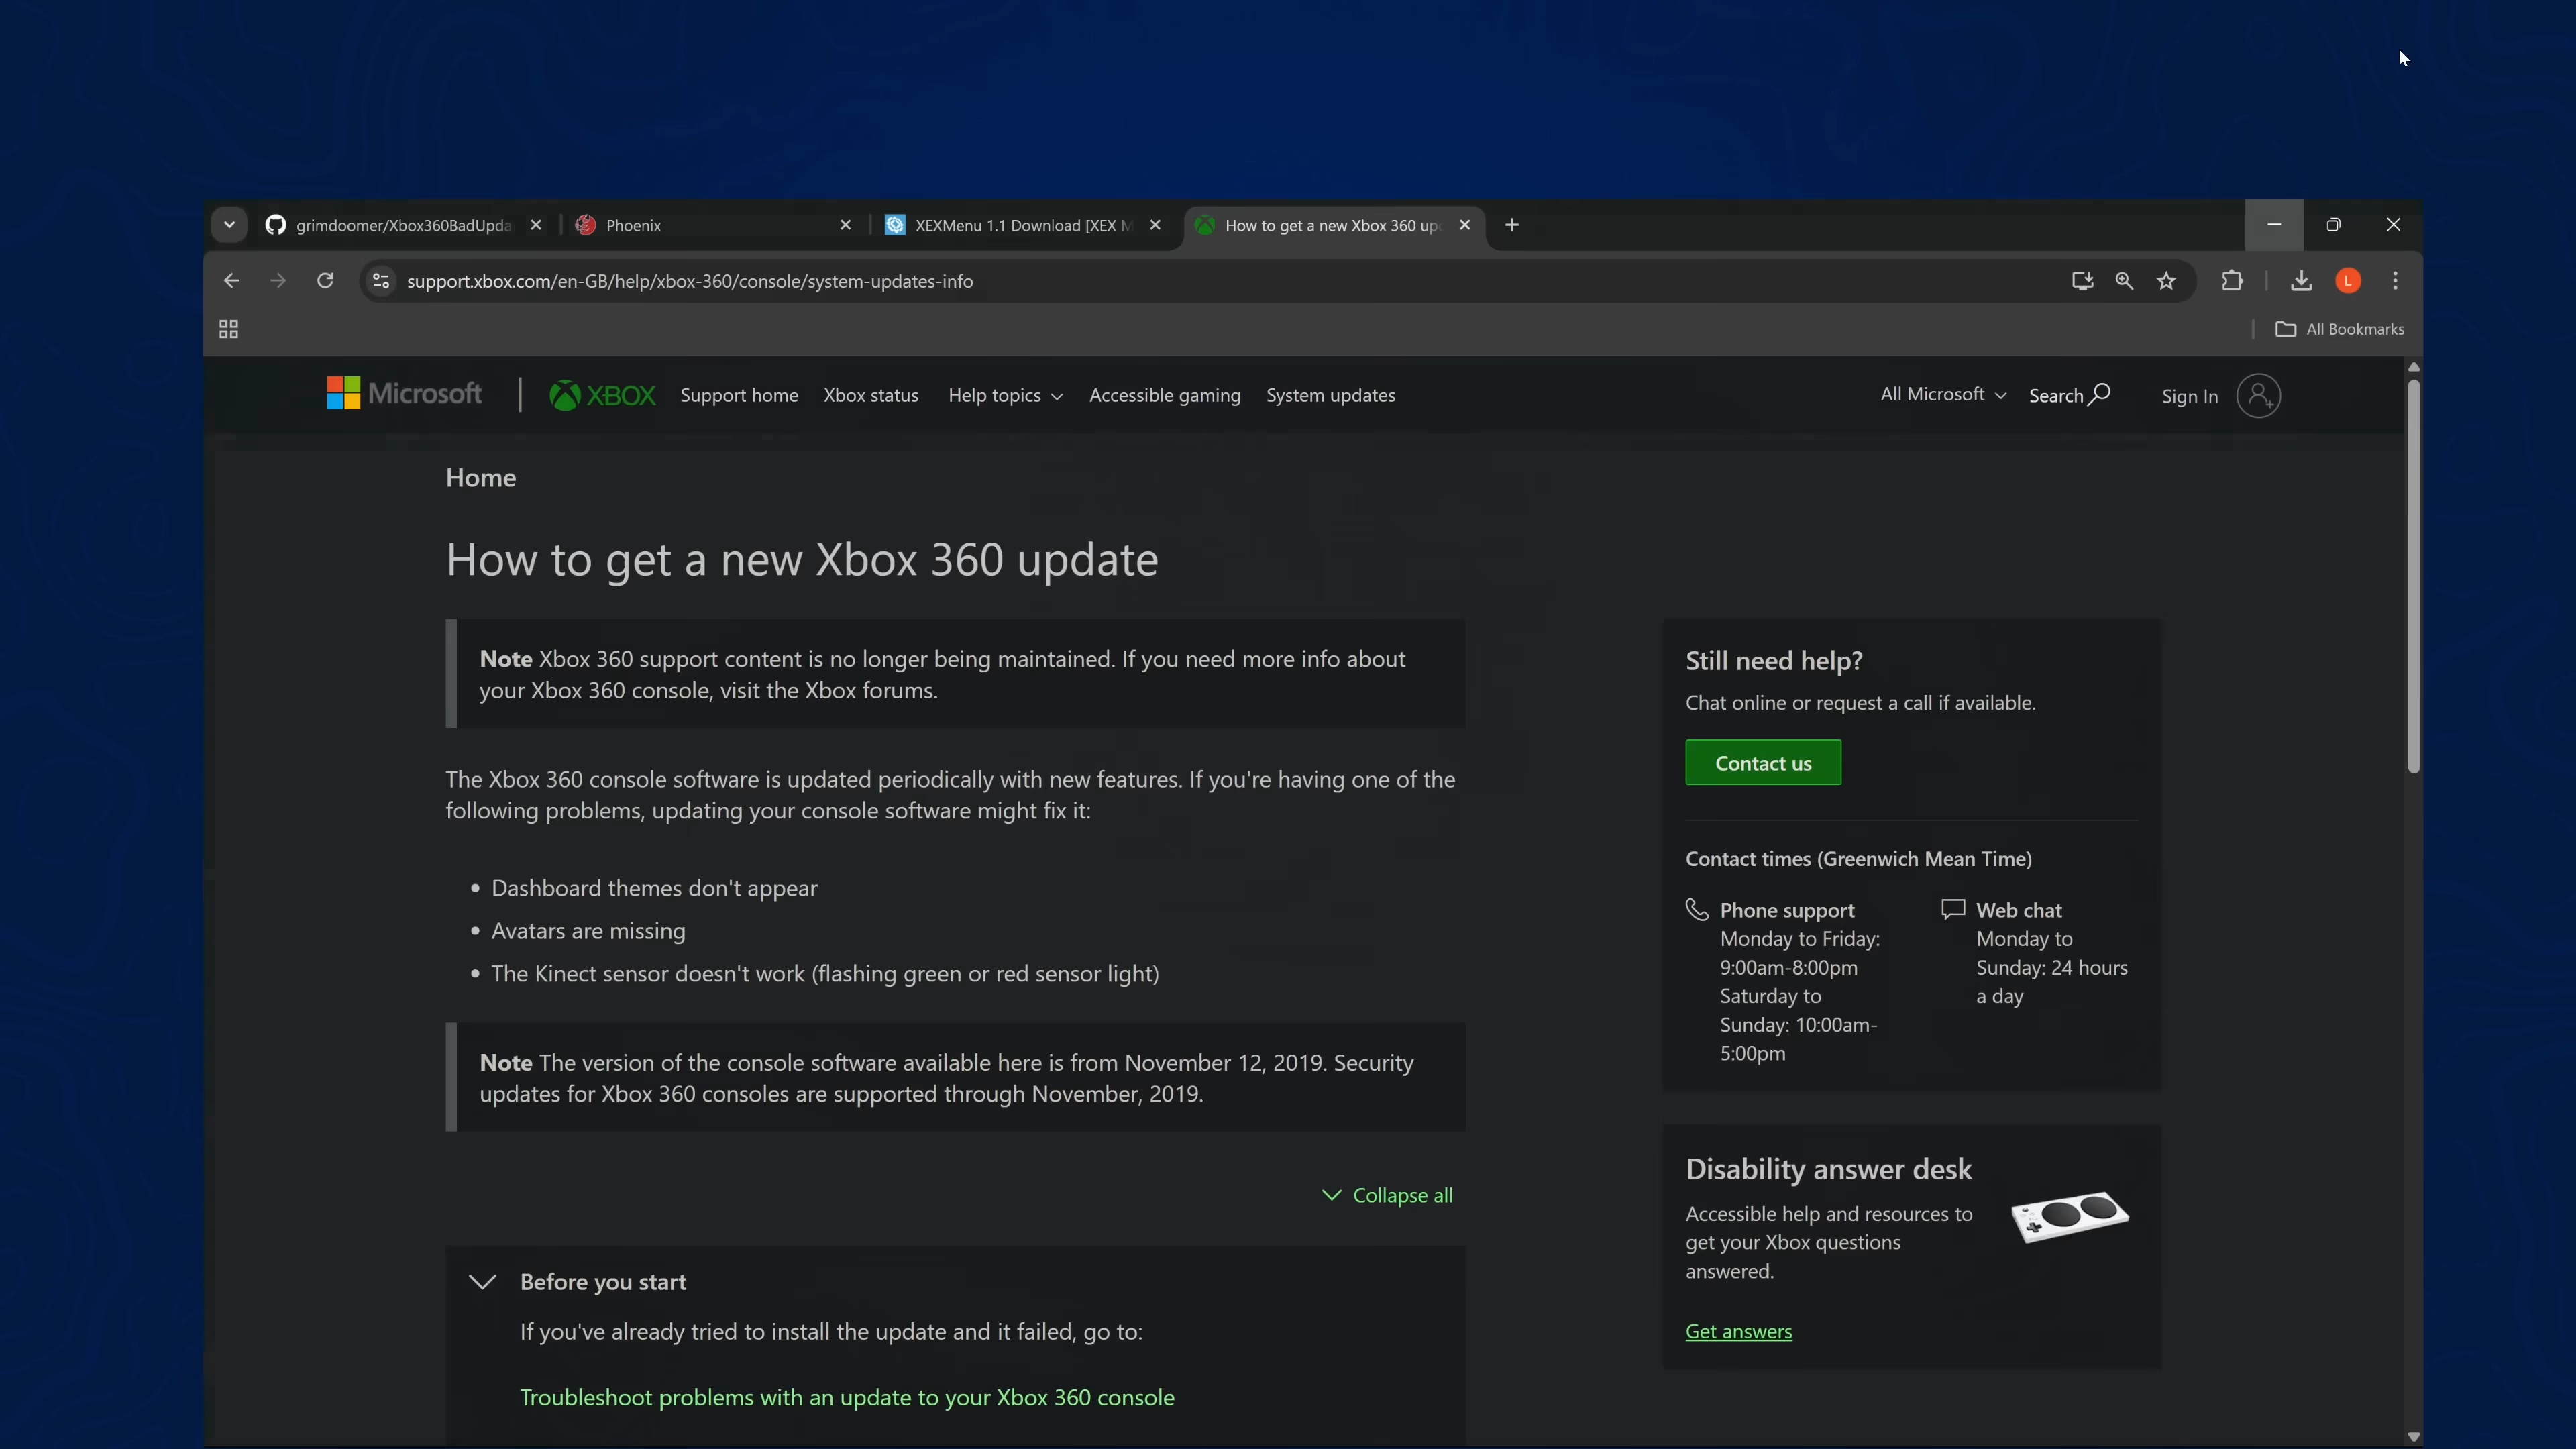 grimdoomer/Xbox360BadUpda
Phoenix
XEXMenu 1.1 Download [XEX M
How to get a new Xbox 360 up
support.xbox.com/en-GB/help/xbox-360/console/system-updates-info
L
All Bookmarks
Microsoft
XBOX
Support home
Xbox status
Help topics
Accessible gaming
System updates
All Microsoft
Search
Sign In
Home
How to get a new Xbox 360 update
Note Xbox 360 support content is no longer being maintained. If you need more info about
your Xbox 360 console, visit the Xbox forums.
The Xbox 360 console software is updated periodically with new features. If you're having one of the
following problems, updating your console software might fix it:
• Dashboard themes don't appear
• Avatars are missing
• The Kinect sensor doesn't work (flashing green or red sensor light)
Note The version of the console software available here is from November 12, 2019. Security
updates for Xbox 360 consoles are supported through November, 2019.
Collapse all
Before you start
If you've already tried to install the update and it failed, go to:
Troubleshoot problems with an update to your Xbox 360 console
Still need help?
Chat online or request a call if available.
Contact us
Contact times (Greenwich Mean Time)
Phone support
Monday to Friday:
9:00am-8:00pm
Saturday to
Sunday: 10:00am-
5:00pm
Web chat
Monday to
Sunday: 24 hours
a day
Disability answer desk
Accessible help and resources to
get your Xbox questions
answered.
Get answers